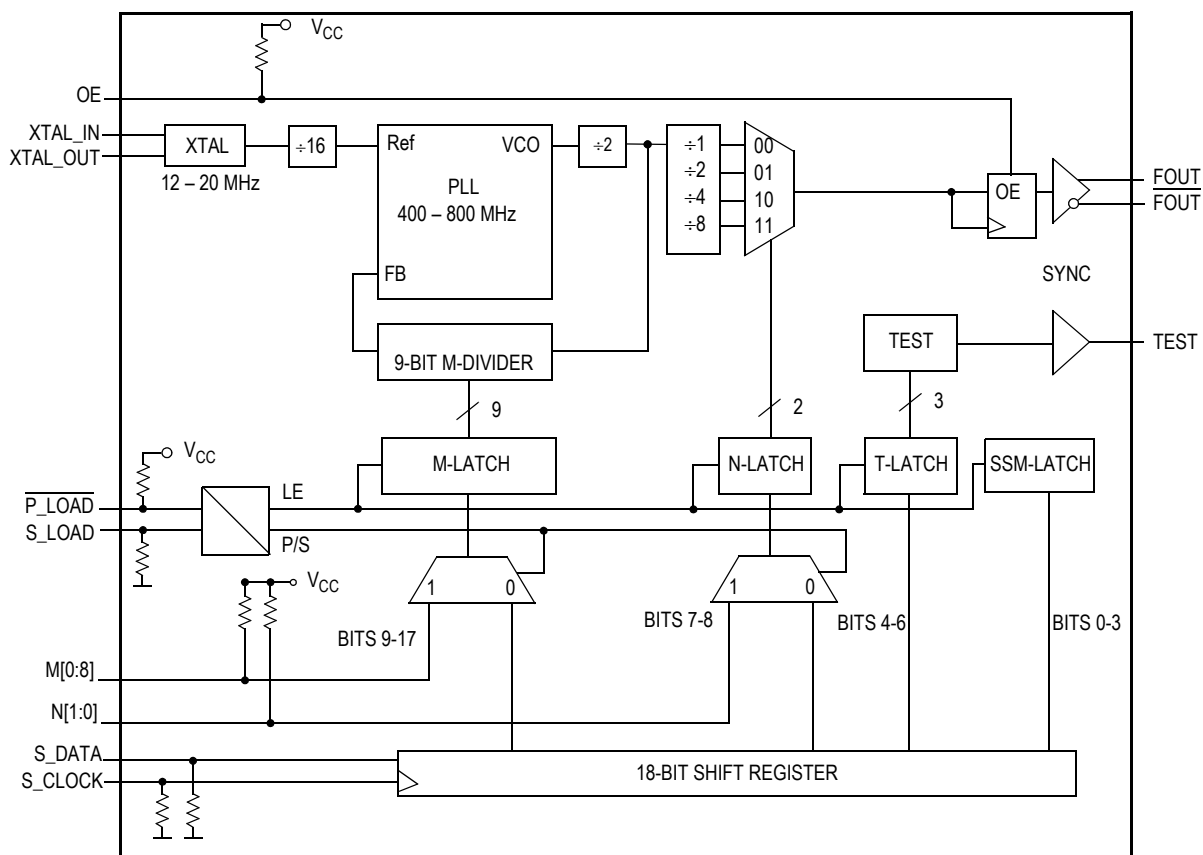 VCC
OE
XTAL_IN
XTAL_OUT
XTAL
12 – 20 MHz
÷16
Ref
VCO
PLL
400 – 800 MHz
FB
÷2
÷1
÷2
÷4
÷8
00
01
10
11
OE
FOUT
FOUT
SYNC
9-BIT M-DIVIDER
TEST
TEST
9
2
3
VCC
M-LATCH
N-LATCH
T-LATCH
SSM-LATCH
P_LOAD
S_LOAD
LE
P/S
VCC
1
0
1
0
BITS 9-17
BITS 7-8
BITS 4-6
BITS 0-3
M[0:8]
N[1:0]
S_DATA
S_CLOCK
18-BIT SHIFT REGISTER